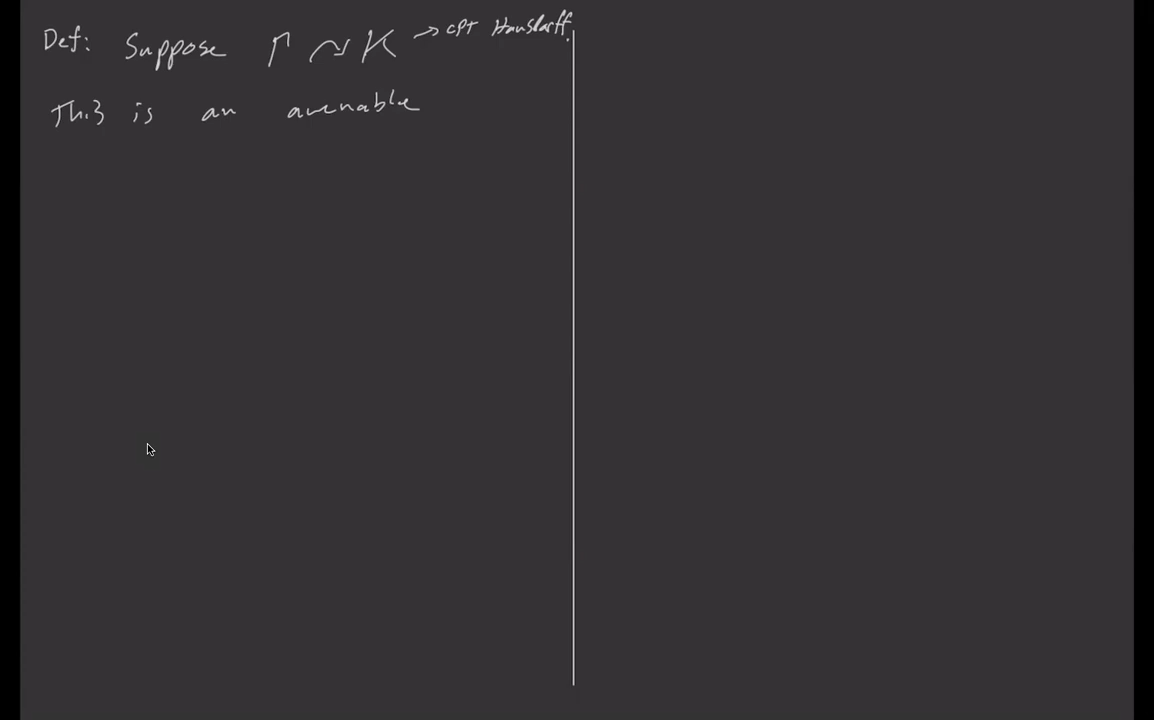 Def: Suppose Γ ↷ K → cpt Hausdorff.
This is an amenable